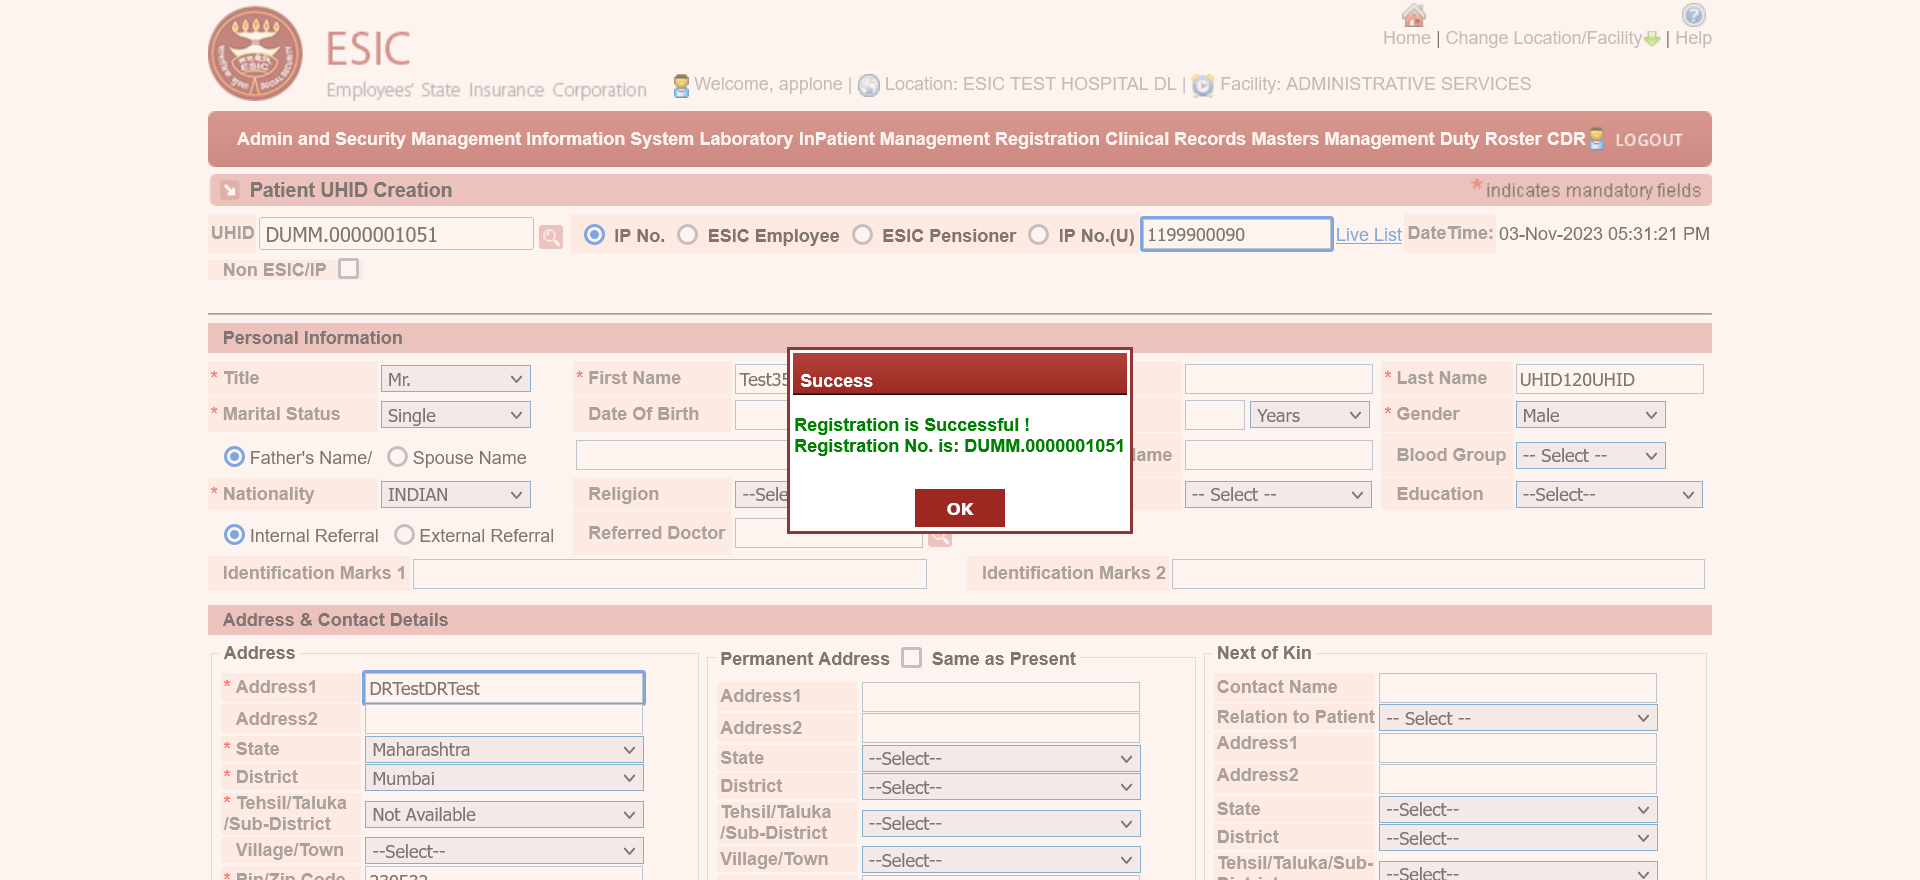 ESIC
Employees' State Insurance Corporation
Home | Change Location/Facility | Help
Welcome, applone | Location: ESIC TEST HOSPITAL DL | Facility: ADMINISTRATIVE SERVICES
Admin and Security Management Information System Laboratory InPatient Management Registration Clinical Records Masters Management Duty Roster CDR LOGOUT
Patient UHID Creation
* indicates mandatory fields
UHID DUMM.0000001051 IP No. ESIC Employee ESIC Pensioner IP No.(U) 1199900090 Live List DateTime: 03-Nov-2023 05:31:21 PM
Non ESIC/IP
Personal Information
* Title Mr. * First Name Test35 * Last Name UHID120UHID
* Marital Status Single Date Of Birth Years * Gender Male
Father's Name/ Spouse Name Blood Group -- Select --
* Nationality INDIAN Religion --Sele -- Select -- Education --Select--
Internal Referral External Referral Referred Doctor
Identification Marks 1 Identification Marks 2
Success
Registration is Successful !
Registration No. is: DUMM.0000001051
OK
Address & Contact Details
Address
* Address1 DRTestDRTest
Address2
* State Maharashtra
* District Mumbai
* Tehsil/Taluka
/Sub-District Not Available
Village/Town --Select--
Permanent Address Same as Present
Address1
Address2
State --Select--
District --Select--
Tehsil/Taluka
/Sub-District --Select--
Village/Town --Select--
Next of Kin
Contact Name
Relation to Patient -- Select --
Address1
Address2
State --Select--
District --Select--
Tehsil/Taluka/Sub- --Select--